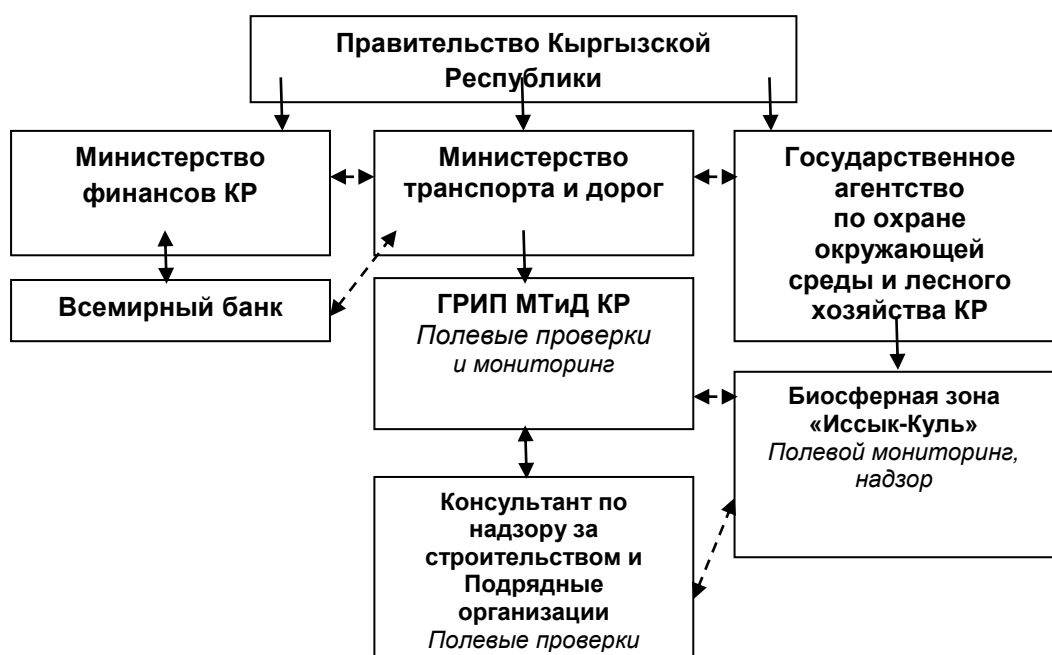 Правительство Кыргызской
Республики
Министерство
финансов КР
Министерство
транспорта и дорог
Государственное
агентство
по охране
окружающей
среды и лесного
хозяйства КР
Всемирный банк
ГРИП МТиД КР
Полевые проверки
и мониторинг
Биосферная зона
«Иссык-Куль»
Полевой мониторинг,
надзор
Консультант по
надзору за
строительством и
Подрядные
организации
Полевые проверки